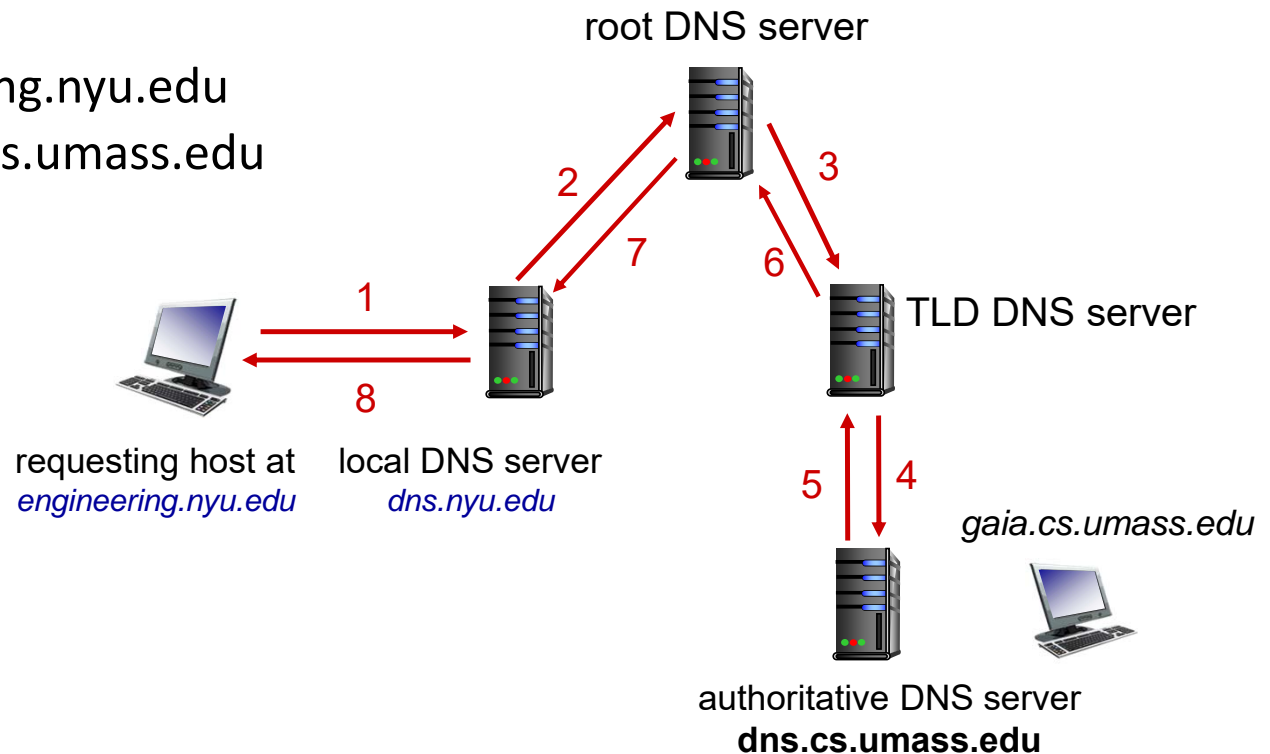 root DNS server
ng.nyu.edu
s.umass.edu
2
3
7
6
1
TLD DNS server
8
requesting host at
engineering.nyu.edu
local DNS server
dns.nyu.edu
5
4
gaia.cs.umass.edu
authoritative DNS server
dns.cs.umass.edu